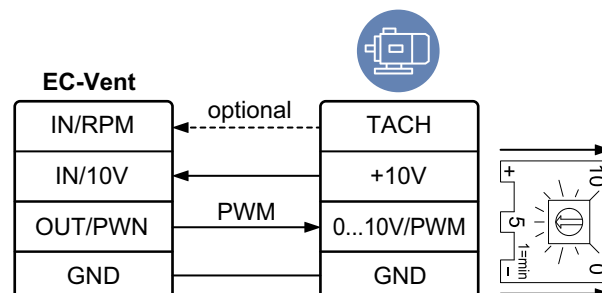 EC-Vent
IN/RPM
optional
TACH
IN/10V
+10V
OUT/PWN
PWM
0...10V/PWM
GND
GND
+
5
-
1=min
10
0